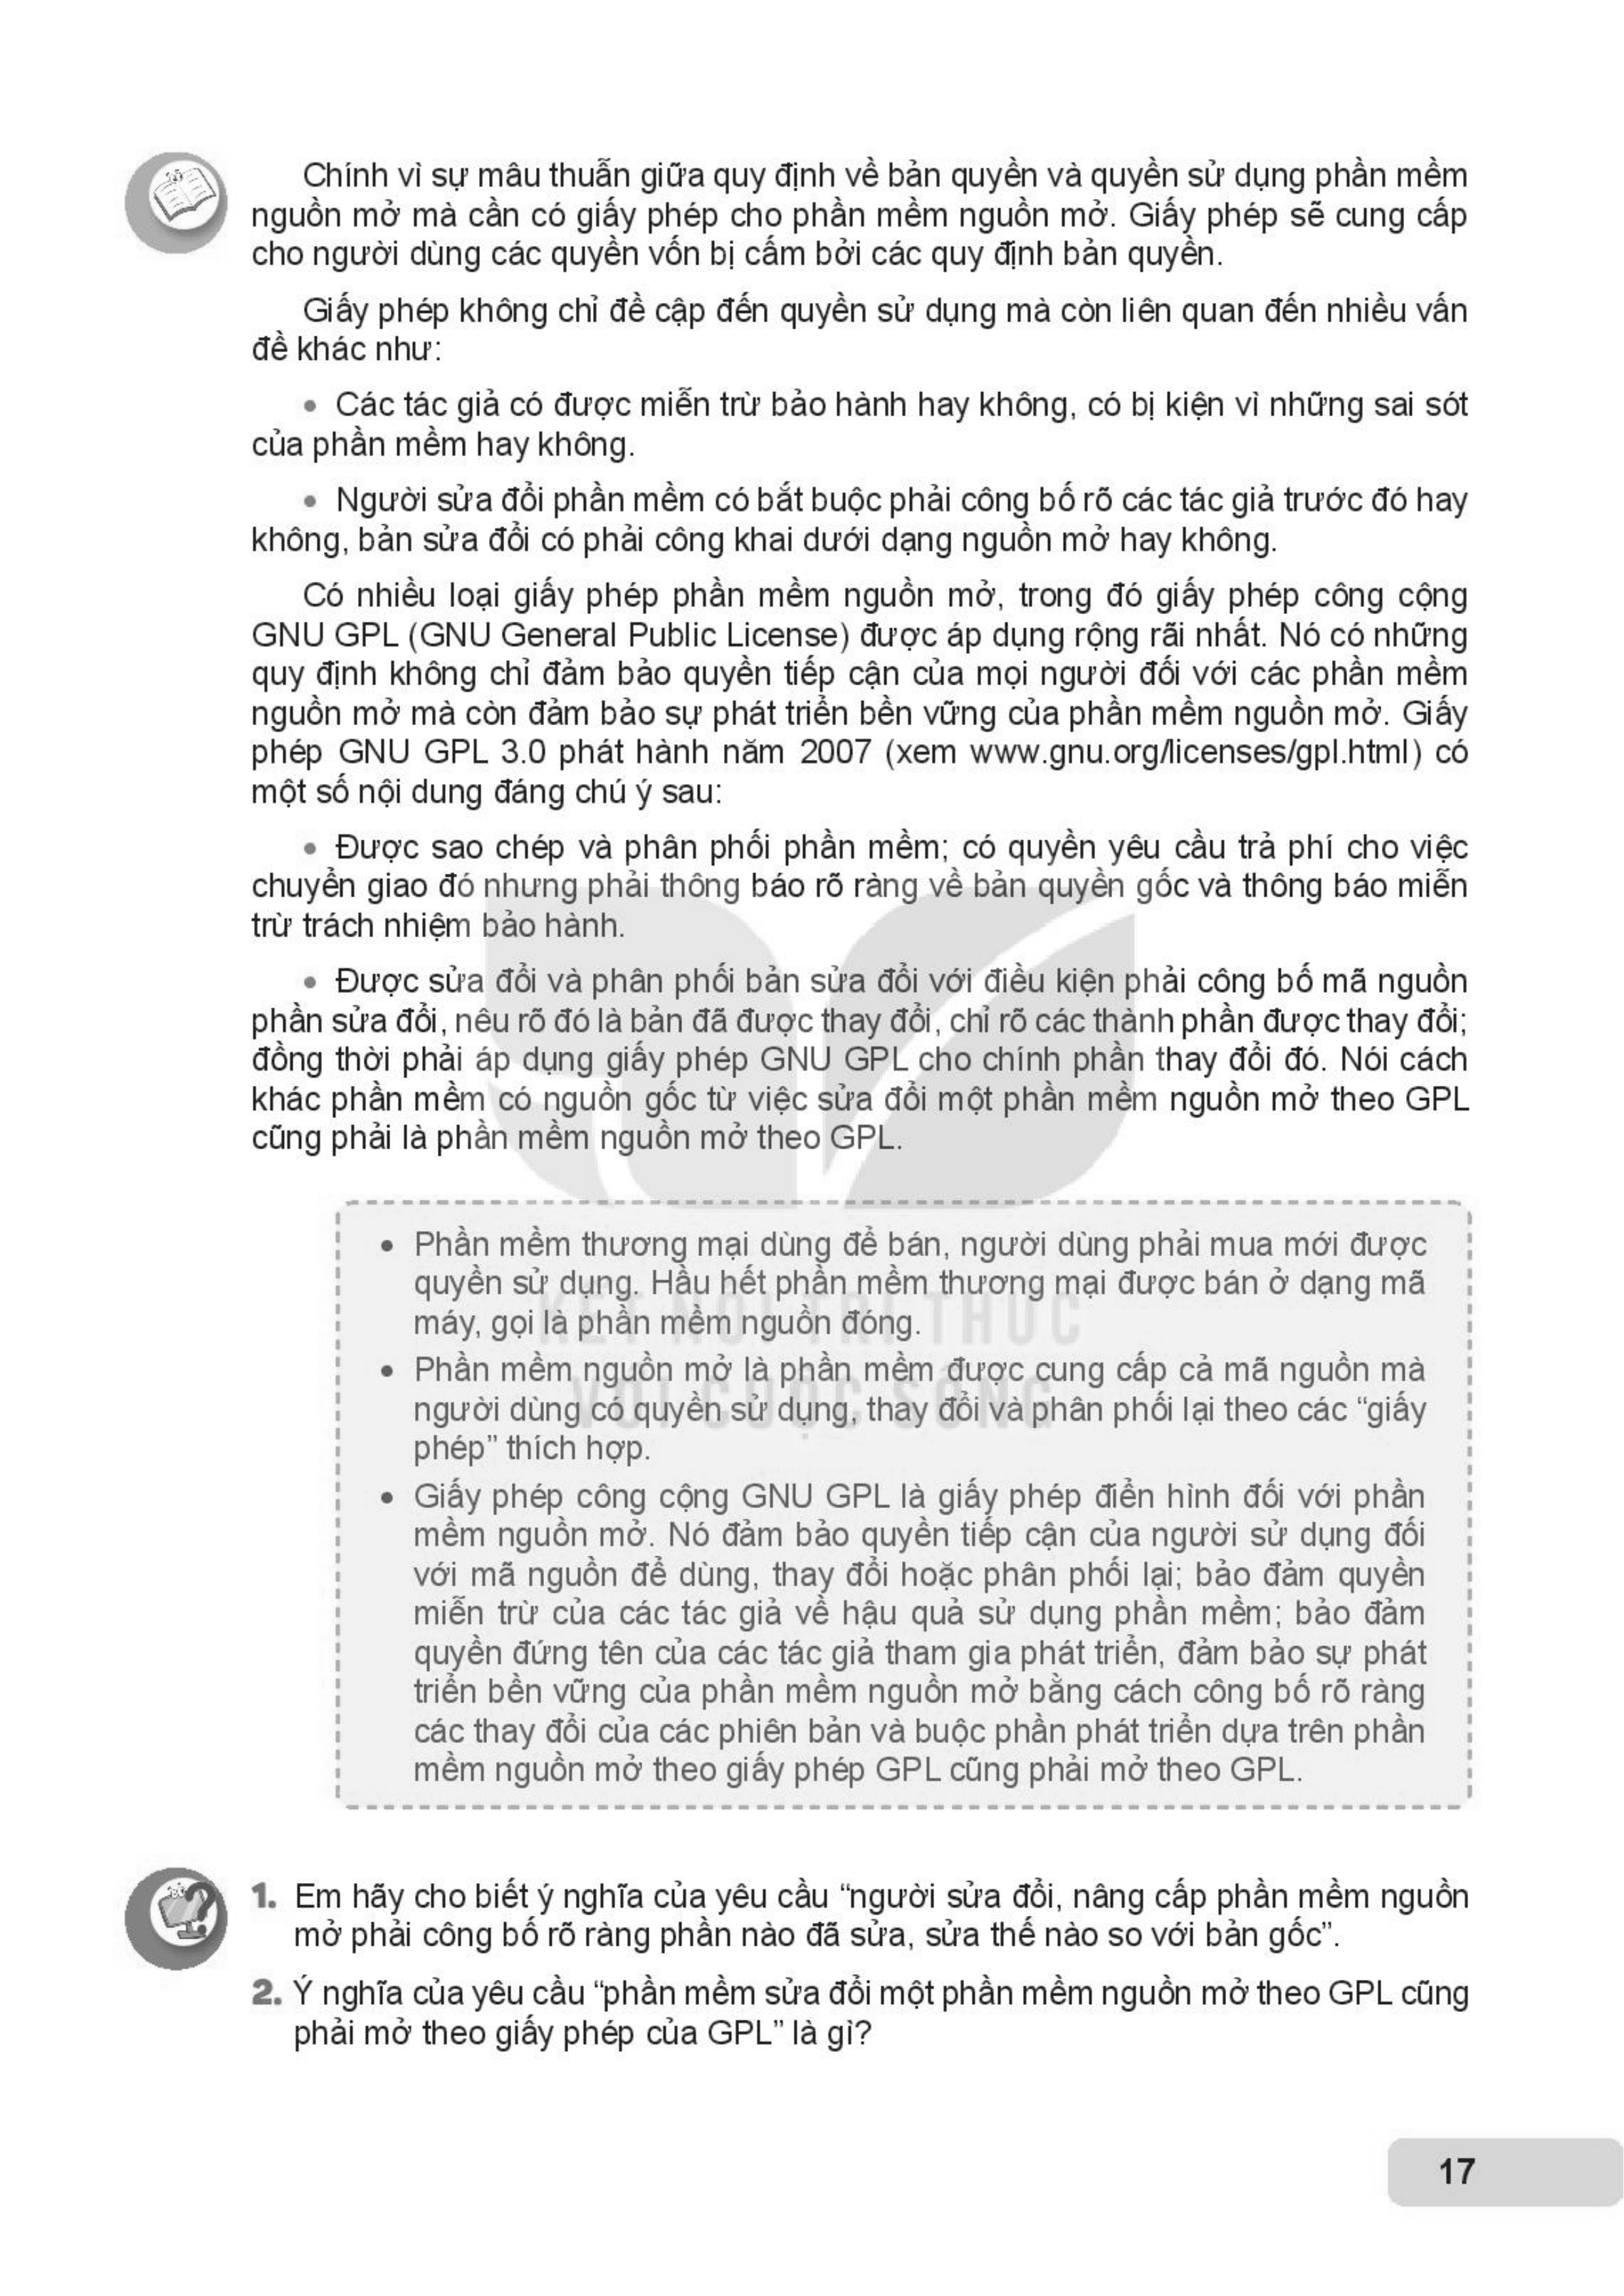 Chính vì sự mâu thuẫn giữa quy định về bản quyền và quyền sử dụng phần mềm
nguồn mở mà cần có giấy phép cho phần mềm nguồn mở. Giấy phép sẽ cung cấp
cho người dùng các quyền vốn bị cấm bởi các quy định bản quyền.
Giấy phép không chỉ đề cập đến quyền sử dụng mà còn liên quan đến nhiều vấn
đề khác như:
• Các tác giả có được miễn trừ bảo hành hay không, có bị kiện vì những sai sót
của phần mềm hay không.
• Người sửa đổi phần mềm có bắt buộc phải công bố rõ các tác giả trước đó hay
không, bản sửa đổi có phải công khai dưới dạng nguồn mở hay không.
Có nhiều loại giấy phép phần mềm nguồn mở, trong đó giấy phép công cộng
GNU GPL (GNU General Public License) được áp dụng rộng rãi nhất. Nó có những
quy định không chỉ đảm bảo quyền tiếp cận của mọi người đối với các phần mềm
nguồn mở mà còn đảm bảo sự phát triển bền vững của phần mềm nguồn mở. Giấy
phép GNU GPL 3.0 phát hành năm 2007 (xem www.gnu.org/licenses/gpl.html) có
một số nội dung đáng chú ý sau:
• Được sao chép và phân phối phần mềm; có quyền yêu cầu trả phí cho việc
chuyển giao đó nhưng phải thông báo rõ ràng về bản quyền gốc và thông báo miễn
trừ trách nhiệm bảo hành.
• Được sửa đổi và phân phối bản sửa đổi với điều kiện phải công bố mã nguồn
phần sửa đổi, nêu rõ đó là bản đã được thay đổi, chỉ rõ các thành phần được thay đổi;
đồng thời phải áp dụng giấy phép GNU GPL cho chính phần thay đổi đó. Nói cách
khác phần mềm có nguồn gốc từ việc sửa đổi một phần mềm nguồn mở theo GPL
cũng phải là phần mềm nguồn mở theo GPL.
• Phần mềm thương mại dùng để bán, người dùng phải mua mới được
quyền sử dụng. Hầu hết phần mềm thương mại được bán ở dạng mã
máy, gọi là phần mềm nguồn đóng.
KẾT NỐI TRI THỨC
• Phần mềm nguồn mở là phần mềm được cung cấp cả mã nguồn mà
người dùng có quyền sử dụng, thay đổi và phân phối lại theo các “giấy
VỚI CUỘC SỐNG
phép” thích hợp.
• Giấy phép công cộng GNU GPL là giấy phép điển hình đối với phần
mềm nguồn mở. Nó đảm bảo quyền tiếp cận của người sử dụng đối
với mã nguồn để dùng, thay đổi hoặc phân phối lại; bảo đảm quyền
miễn trừ của các tác giả về hậu quả sử dụng phần mềm; bảo đảm
quyền đứng tên của các tác giả tham gia phát triển, đảm bảo sự phát
triển bền vững của phần mềm nguồn mở bằng cách công bố rõ ràng
các thay đổi của các phiên bản và buộc phần phát triển dựa trên phần
mềm nguồn mở theo giấy phép GPL cũng phải mở theo GPL.
1. Em hãy cho biết ý nghĩa của yêu cầu “người sửa đổi, nâng cấp phần mềm nguồn
mở phải công bố rõ ràng phần nào đã sửa, sửa thế nào so với bản gốc”.
2. Ý nghĩa của yêu cầu “phần mềm sửa đổi một phần mềm nguồn mở theo GPL cũng
phải mở theo giấy phép của GPL” là gì?
17